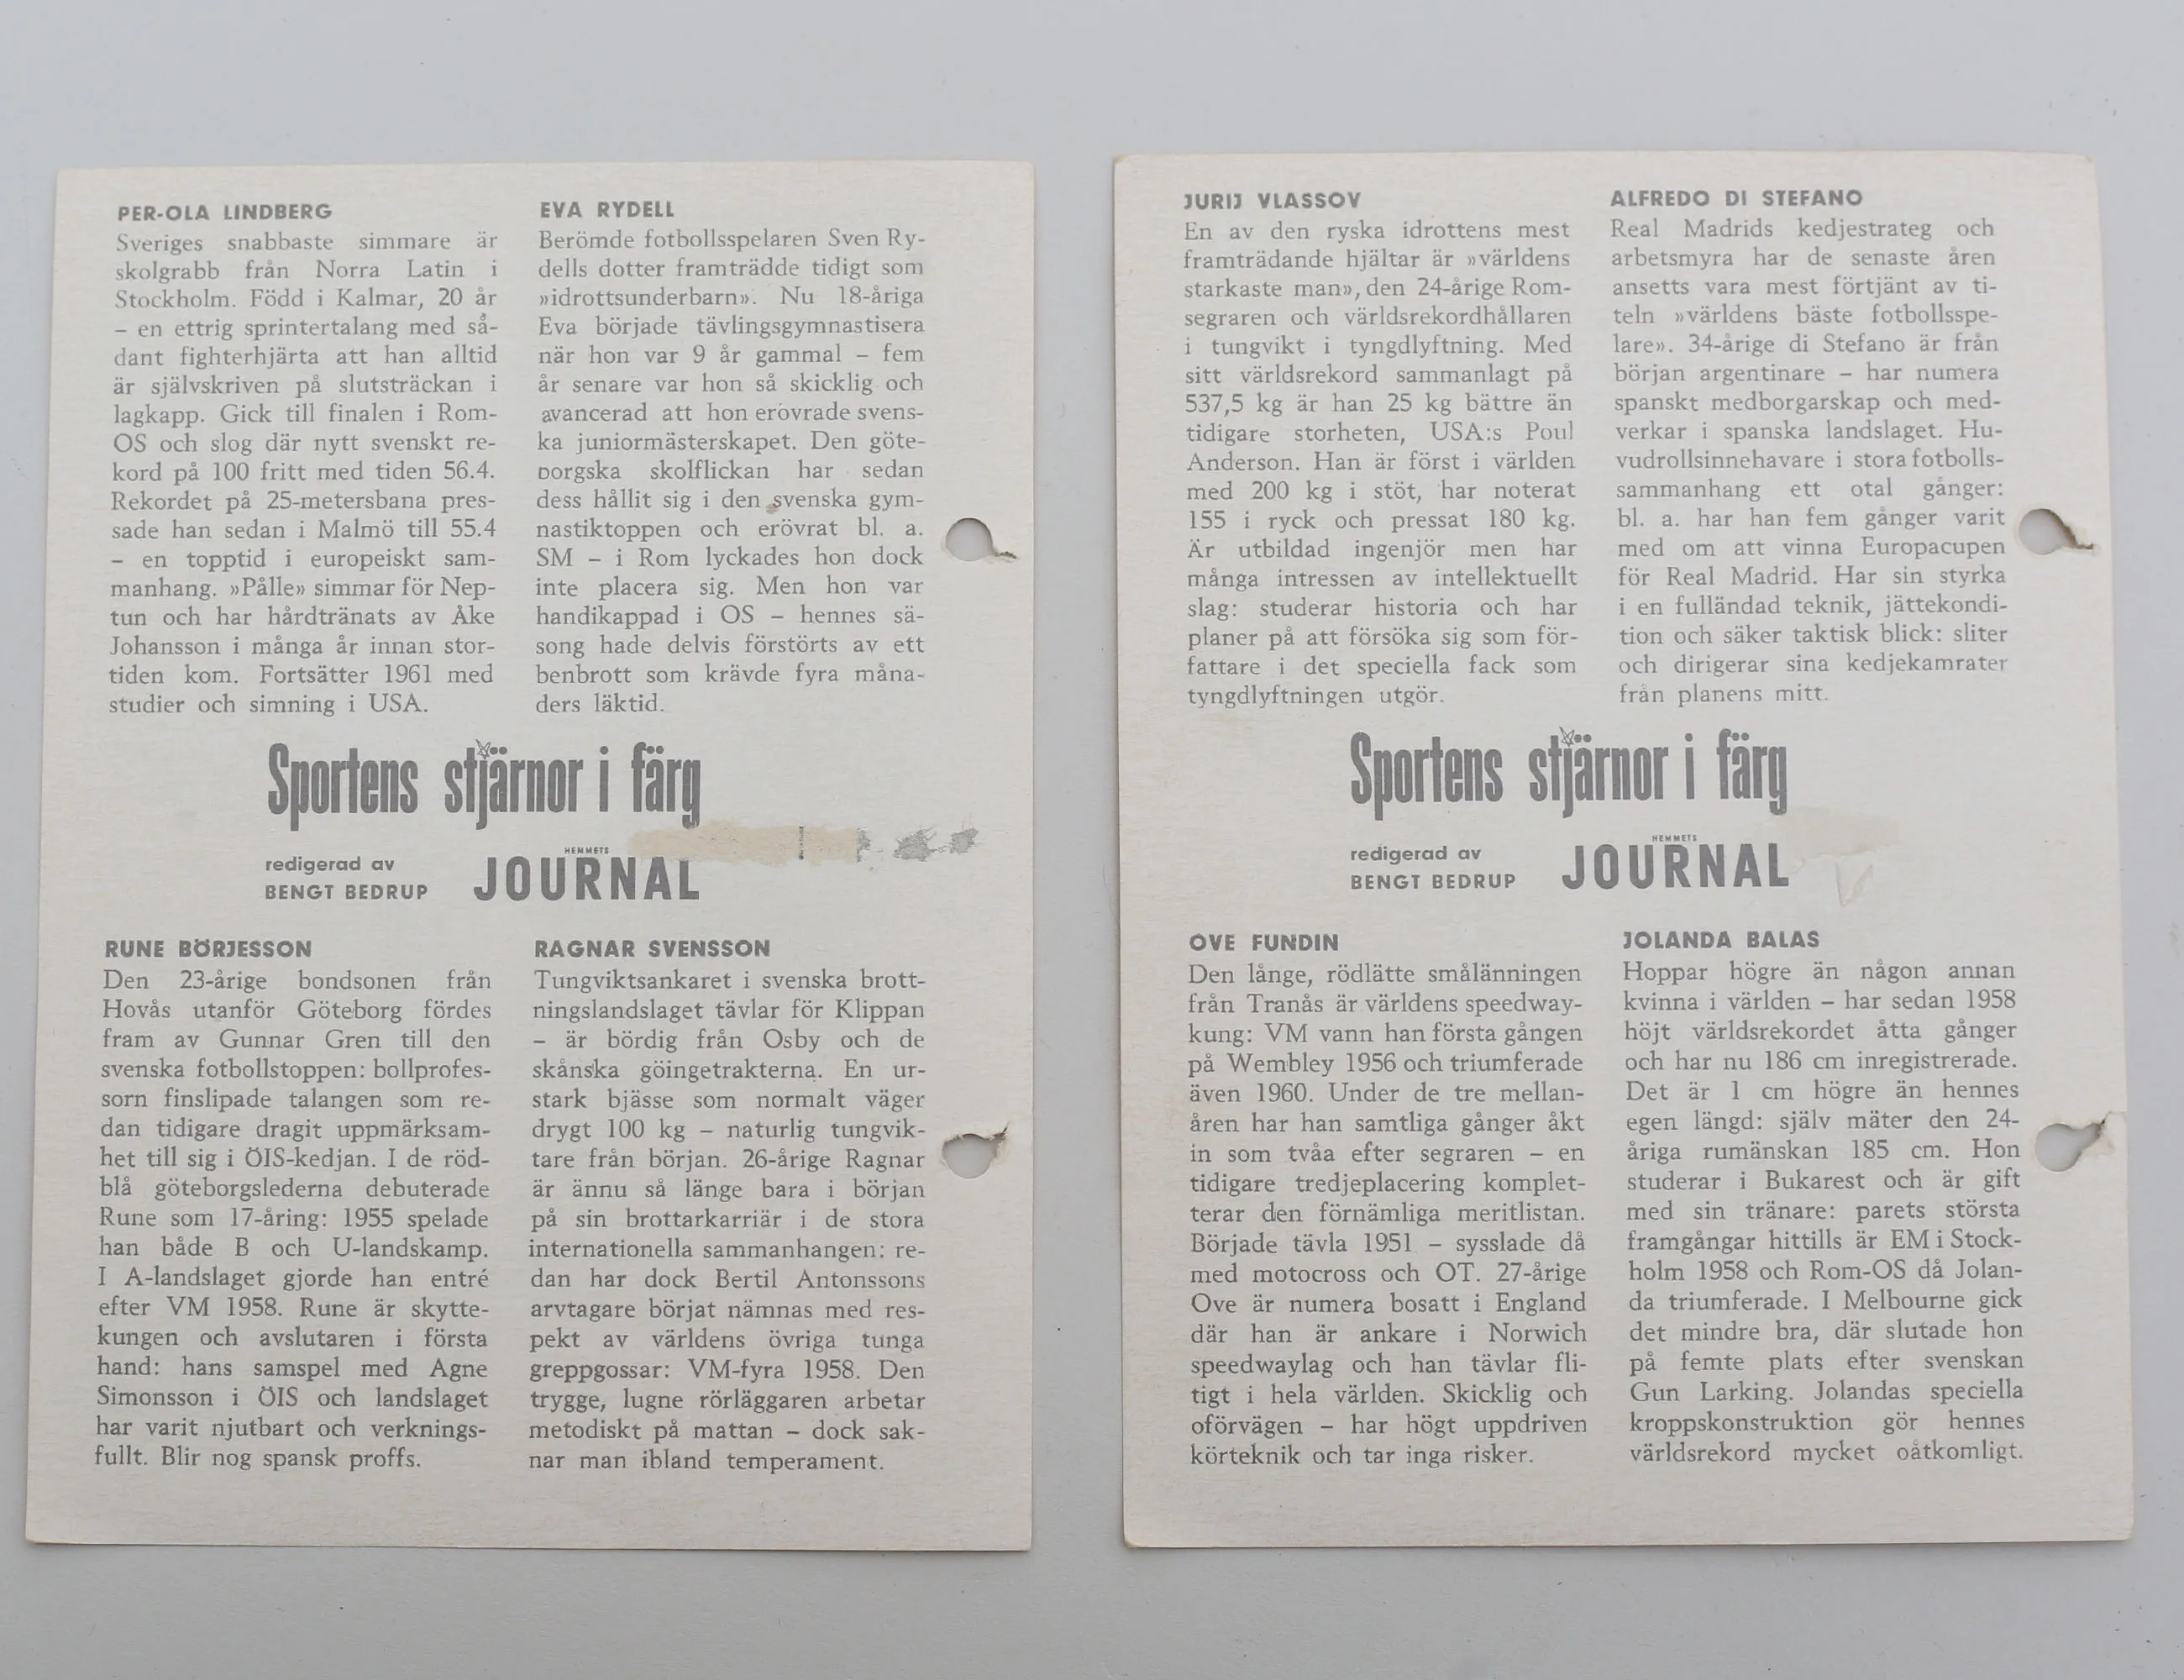 PER-OLA LINDBERG
Sveriges snabbaste simmare är
skolgrabb från Norra Latin i
Stockholm. Född i Kalmar, 20 år
– en ettrig sprintertalang med så-
dant fighterhjärta att han alltid
är självskriven på slutsträckan i
lagkapp. Gick till finalen i Rom-
OS och slog där nytt svenskt re-
kord på 100 fritt med tiden 56.4.
Rekordet på 25-metersbana pres-
sade han sedan i Malmö till 55.4
– en topptid i europeiskt sam-
manhang. »Pålle» simmar för Nep-
tun och har hårdtränats av Åke
Johansson i många år innan stor-
tiden kom. Fortsätter 1961 med
studier och simning i USA.
EVA RYDELL
Berömde fotbollsspelaren Sven Ry-
dells dotter framträdde tidigt som
»idrottsunderbarn». Nu 18-åriga
Eva började tävlingsgymnastisera
när hon var 9 år gammal – fem
år senare var hon så skicklig och
avancerad att hon erövrade svens-
ka juniormästerskapet. Den göte-
borgska skolflickan har sedan
dess hållit sig i den svenska gym-
nastiktoppen och erövrat bl. a.
SM – i Rom lyckades hon dock
inte placera sig. Men hon var
handikappad i OS – hennes sä-
song hade delvis förstörts av ett
benbrott som krävde fyra måna-
ders läktid.
Sportens stjärnor i färg
redigerad av
BENGT BEDRUP
HEMMETS
JOURNAL
RUNE BÖRJESSON
Den 23-årige bondsonen från
Hovås utanför Göteborg fördes
fram av Gunnar Gren till den
svenska fotbollstoppen: bollprofes-
sorn finslipade talangen som re-
dan tidigare dragit uppmärksam-
het till sig i ÖIS-kedjan. I de röd-
blå göteborgslederna debuterade
Rune som 17-åring: 1955 spelade
han både B och U-landskamp.
I A-landslaget gjorde han entré
efter VM 1958. Rune är skytte-
kungen och avslutaren i första
hand: hans samspel med Agne
Simonsson i ÖIS och landslaget
har varit njutbart och verknings-
fullt. Blir nog spansk proffs.
RAGNAR SVENSSON
Tungviktsankaret i svenska brott-
ningslandslaget tävlar för Klippan
– är bördig från Osby och de
skånska göingetrakterna. En ur-
stark bjässe som normalt väger
drygt 100 kg – naturlig tungvik-
tare från början. 26-årige Ragnar
är ännu så länge bara i början
på sin brottarkarriär i de stora
internationella sammanhangen: re-
dan har dock Bertil Antonssons
arvtagare börjat nämnas med res-
pekt av världens övriga tunga
greppgossar: VM-fyra 1958. Den
trygge, lugne rörläggaren arbetar
metodiskt på mattan – dock sak-
nar man ibland temperament.
JURIJ VLASSOV
En av den ryska idrottens mest
framträdande hjältar är »världens
starkaste man», den 24-årige Rom-
segraren och världsrekordhållaren
i tungvikt i tyngdlyftning. Med
sitt världsrekord sammanlagt på
537,5 kg är han 25 kg bättre än
tidigare storheten, USA:s Poul
Anderson. Han är först i världen
med 200 kg i stöt, har noterat
155 i ryck och pressat 180 kg.
Är utbildad ingenjör men har
många intressen av intellektuellt
slag: studerar historia och har
planer på att försöka sig som för-
fattare i det speciella fack som
tyngdlyftningen utgör.
ALFREDO DI STEFANO
Real Madrids kedjestrateg och
arbetsmyra har de senaste åren
ansetts vara mest förtjänt av ti-
teln »världens bäste fotbollsspe-
lare». 34-årige di Stefano är från
början argentinare – har numera
spanskt medborgarskap och med-
verkar i spanska landslaget. Hu-
vudrollsinnehavare i stora fotbolls-
sammanhang ett otal gånger:
bl. a. har han fem gånger varit
med om att vinna Europacupen
för Real Madrid. Har sin styrka
i en fulländad teknik, jättekondi-
tion och säker taktisk blick: sliter
och dirigerar sina kedjekamrater
från planens mitt.
Sportens stjärnor i färg
redigerad av
BENGT BEDRUP
HEMMETS
JOURNAL
OVE FUNDIN
Den långe, rödlätte smålänningen
från Tranås är världens speedway-
kung: VM vann han första gången
på Wembley 1956 och triumferade
även 1960. Under de tre mellan-
åren har han samtliga gånger åkt
in som tvåa efter segraren – en
tidigare tredjeplacering komplet-
terar den förnämliga meritlistan.
Började tävla 1951 – sysslade då
med motocross och OT. 27-årige
Ove är numera bosatt i England
där han är ankare i Norwich
speedwaylag och han tävlar fli-
tigt i hela världen. Skicklig och
oförvägen – har högt uppdriven
körteknik och tar inga risker.
JOLANDA BALAS
Hoppar högre än någon annan
kvinna i världen – har sedan 1958
höjt världsrekordet åtta gånger
och har nu 186 cm inregistrerade.
Det är 1 cm högre än hennes
egen längd: själv mäter den 24-
åriga rumänskan 185 cm. Hon
studerar i Bukarest och är gift
med sin tränare: parets största
framgångar hittills är EM i Stock-
holm 1958 och Rom-OS då Jolan-
da triumferade. I Melbourne gick
det mindre bra, där slutade hon
på femte plats efter svenskan
Gun Larking. Jolandas speciella
kroppskonstruktion gör hennes
världsrekord mycket oåtkomligt.